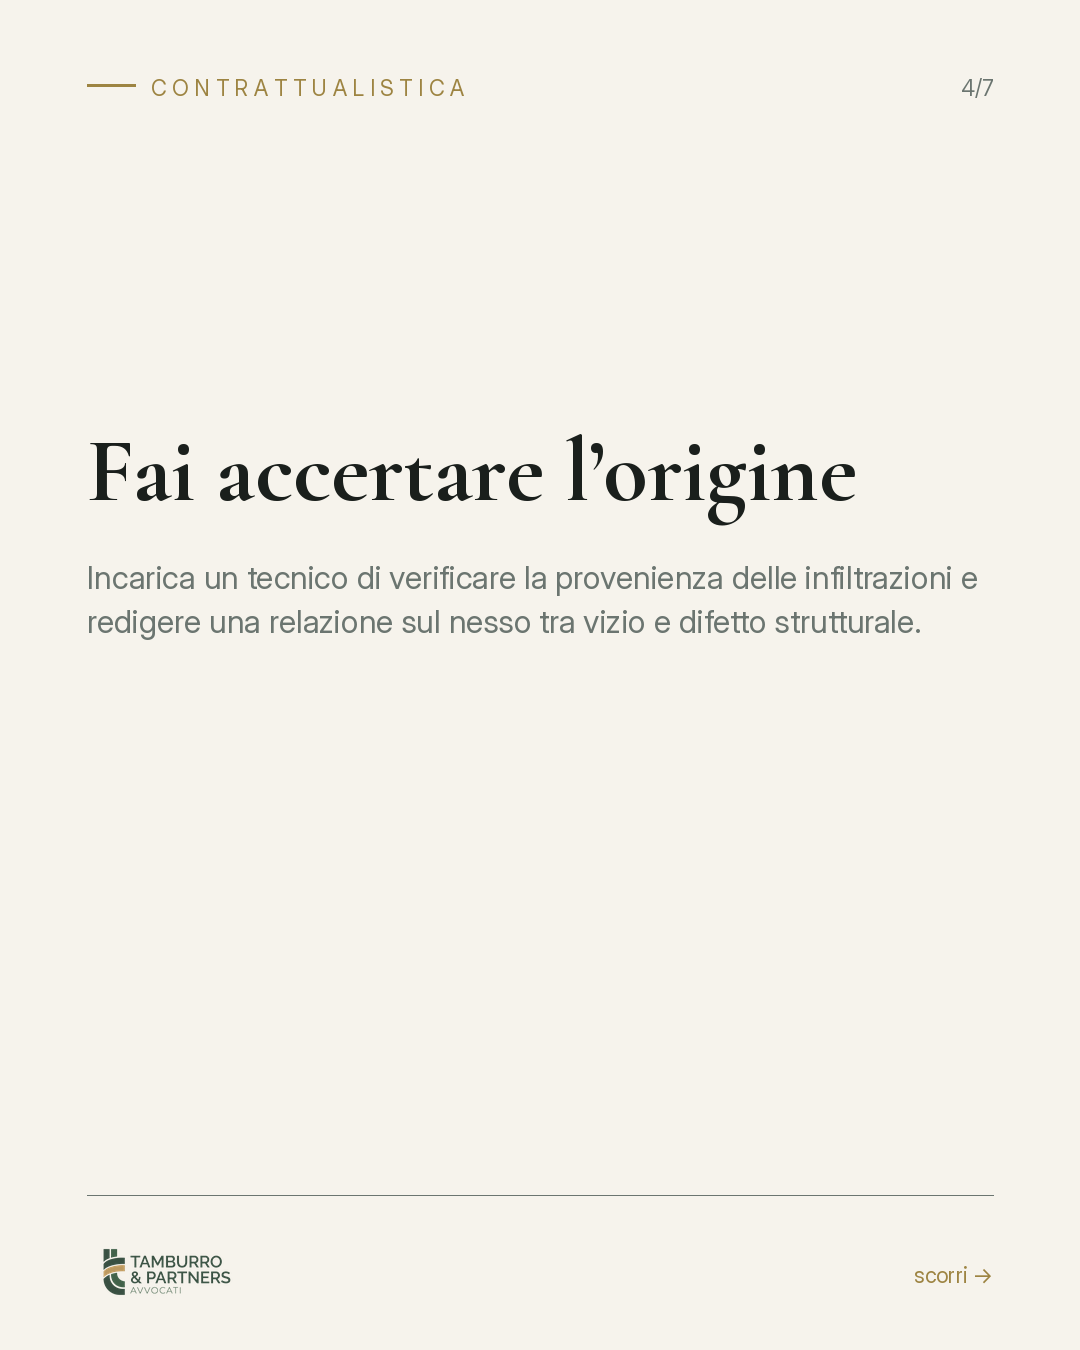 CONTRATTUALISTICA
4/7
Fai accertare l’origine
Incarica un tecnico di verificare la provenienza delle infiltrazioni e
redigere una relazione sul nesso tra vizio e difetto strutturale.
TAMBURRO
& PARTNERS
AVVOCATI
scorri →